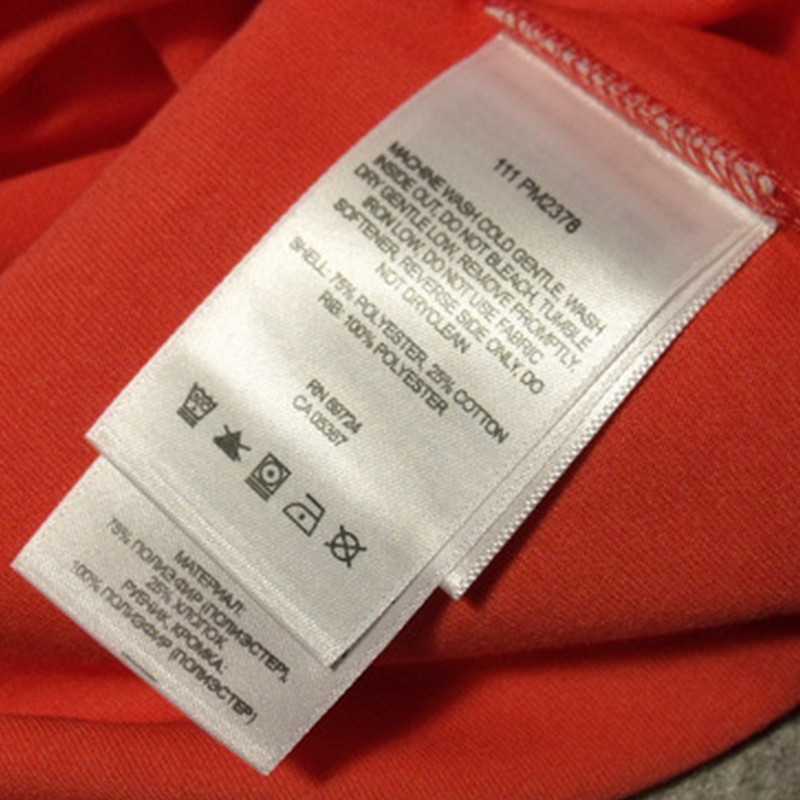 111 PM2378
MACHINE WASH COLD GENTLE. WASH
INSIDE OUT, DO NOT BLEACH, TUMBLE
DRY GENTLE LOW, REMOVE PROMPTLY.
IRON LOW, DO NOT USE FABRIC
SOFTENER, REVERSE SIDE ONLY, DO
NOT DRYCLEAN
SHELL: 75% POLYESTER, 25% COTTON
RIB: 100% POLYESTER
RN 69724
CA 05367
МАТЕРИАЛ:
75% ПОЛИЭФИР (ПОЛИЭСТЕР),
25% ХЛОПОК
РУБЧИК, КРОМКА:
100% ПОЛИЭФИР (ПОЛИЭСТЕР)